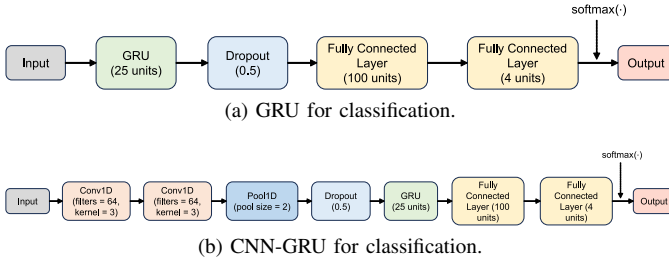 softmax(·)
Input
GRU
(25 units)
Dropout
(0.5)
Fully Connected
Layer
(100 units)
Fully Connected
Layer
(4 units)
Output
(a) GRU for classification.
softmax(·)
Input
Conv1D
(filters = 64,
kernel = 3)
Conv1D
(filters = 64,
kernel = 3)
Pool1D
(pool size = 2)
Dropout
(0.5)
GRU
(25 units)
Fully
Connected
Layer (100
units)
Fully
Connected
Layer (4
units)
Output
(b) CNN-GRU for classification.